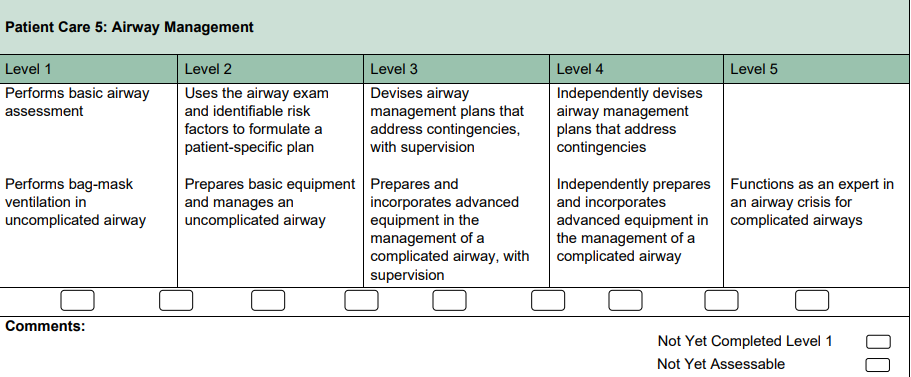 Patient Care 5: Airway Management
Level 1
Level 2
Level 3
Level 4
Level 5
Performs basic airway
assessment
Uses the airway exam
and identifiable risk
factors to formulate a
patient-specific plan
Devises airway
management plans that
address contingencies,
with supervision
Independently devises
airway management
plans that address
contingencies
Performs bag-mask
ventilation in
uncomplicated airway
Prepares basic equipment
and manages an
uncomplicated airway
Prepares and
incorporates advanced
equipment in the
management of a
complicated airway, with
supervision
Independently prepares
and incorporates
advanced equipment in
the management of a
complicated airway
Functions as an expert in
an airway crisis for
complicated airways
Comments:
Not Yet Completed Level 1
Not Yet Assessable